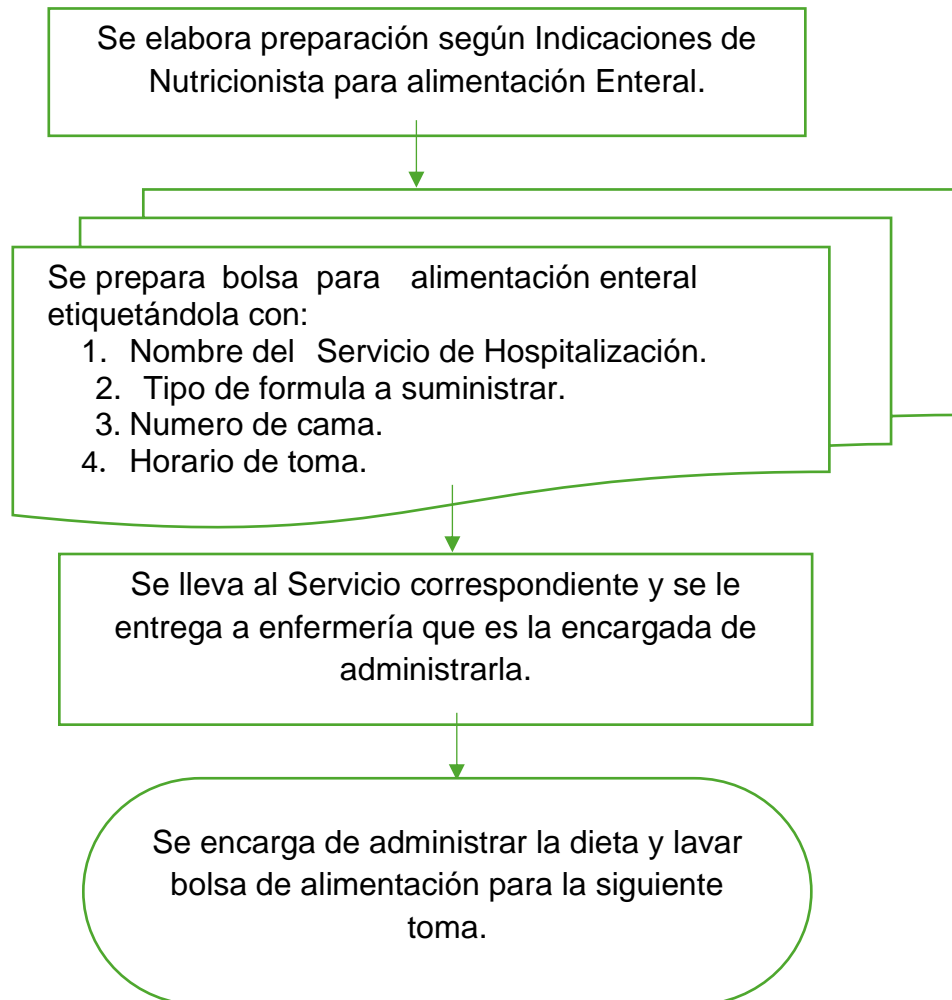 Se elabora preparación según Indicaciones de
Nutricionista para alimentación Enteral.
Se prepara bolsa para alimentación enteral
etiquetándola con:
1. Nombre del Servicio de Hospitalización.
2. Tipo de formula a suministrar.
3. Numero de cama.
4. Horario de toma.
Se lleva al Servicio correspondiente y se le
entrega a enfermería que es la encargada de
administrarla.
Se encarga de administrar la dieta y lavar
bolsa de alimentación para la siguiente
toma.